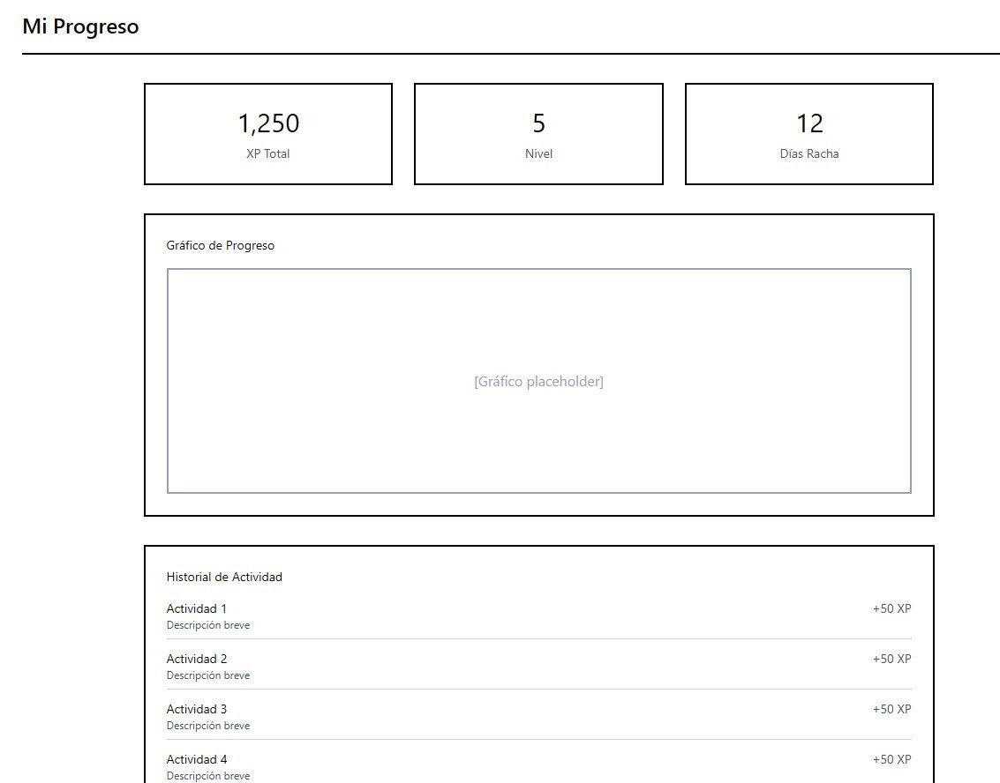 Mi Progreso
1,250
XP Total
5
Nivel
12
Días Racha
Gráfico de Progreso
[Gráfico placeholder]
Historial de Actividad
Actividad 1
+50 XP
Descripción breve
Actividad 2
+50 XP
Descripción breve
Actividad 3
+50 XP
Descripción breve
Actividad 4
+50 XP
Descripción breve